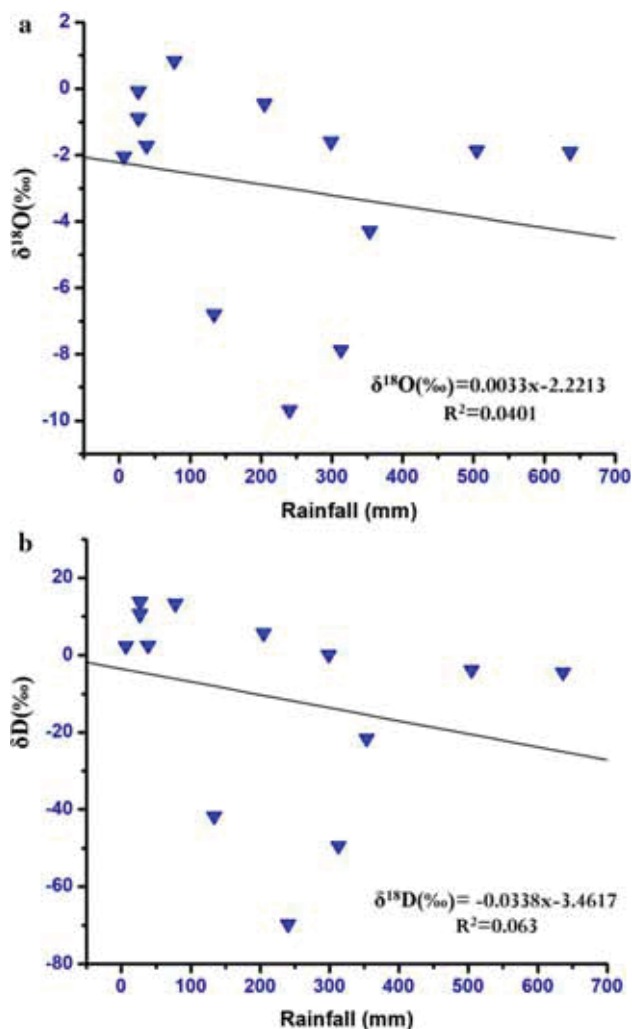 a
2
0
-2
-4
-6
-8
-10
δ¹⁸O(‰)
δ¹⁸O(‰)=0.0033x-2.2213
R²=0.0401
0 100 200 300 400 500 600 700
Rainfall (mm)
b
20
0
-20
-40
-60
-80
δD(‰)
δ¹⁸D(‰)= -0.0338x-3.4617
R²=0.063
0 100 200 300 400 500 600 700
Rainfall (mm)